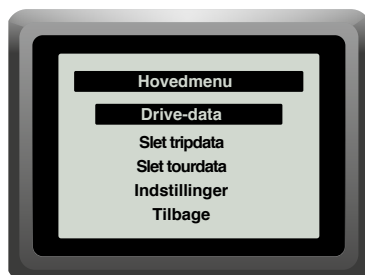 Hovedmenu
Drive-data
Slet tripdata
Slet tourdata
Indstillinger
Tilbage